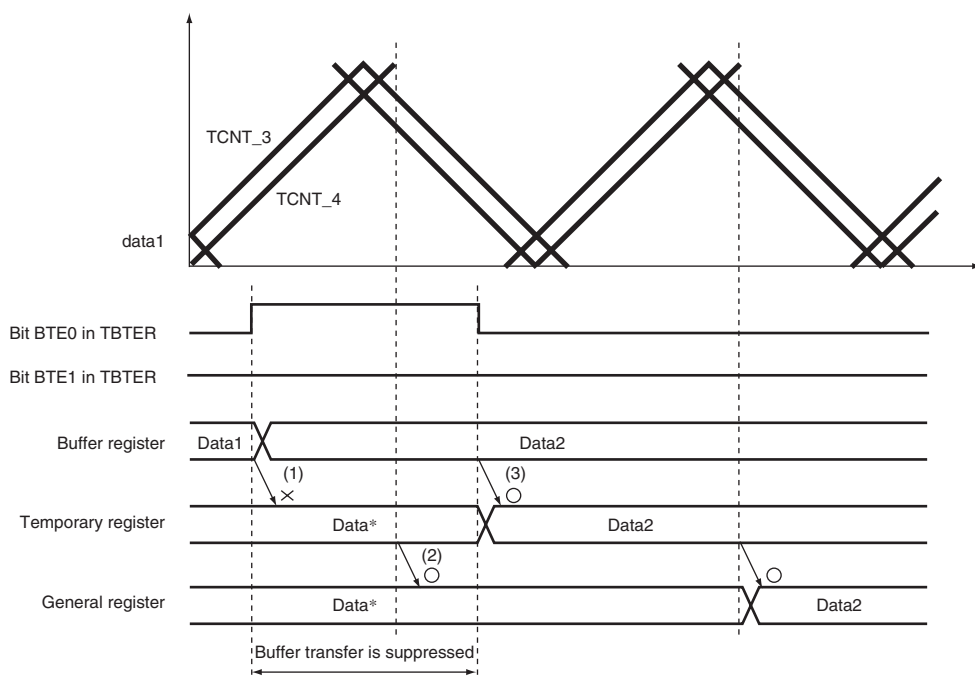 TCNT_3
TCNT_4
data1
Bit BTE0 in TBTER
Bit BTE1 in TBTER
Buffer register
Data1
Data2
(1)
(3)
Temporary register
Data*
Data2
(2)
General register
Data*
Data2
Buffer transfer is suppressed